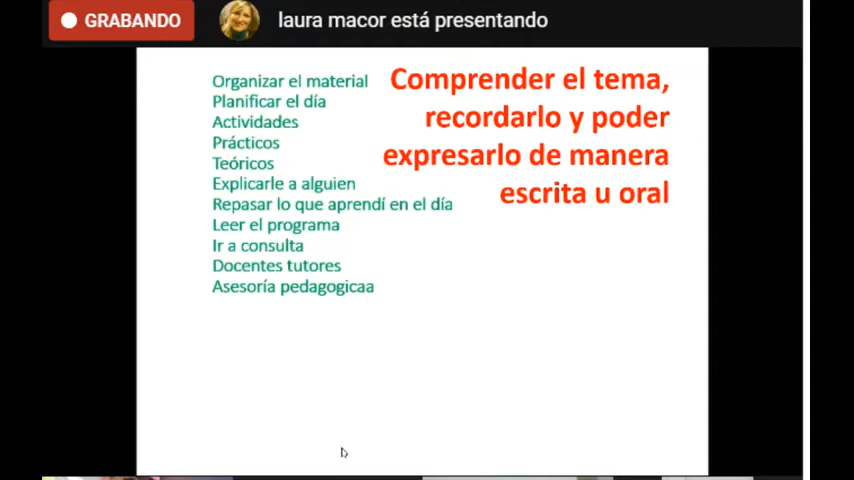 GRABANDO
laura macor está presentando
Organizar el material
Planificar el día
Actividades
Prácticos
Teóricos
Explicarle a alguien
Repasar lo que aprendí en el día
Leer el programa
Ir a consulta
Docentes tutores
Asesoría pedagogicaa
Comprender el tema,
recordarlo y poder
expresarlo de manera
escrita u oral